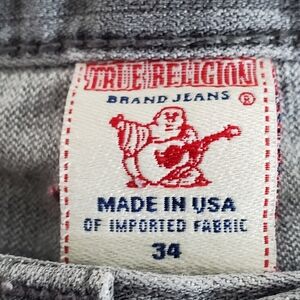 TRUE RELIGION
BRAND JEANS ®
MADE IN USA
OF IMPORTED FABRIC
34